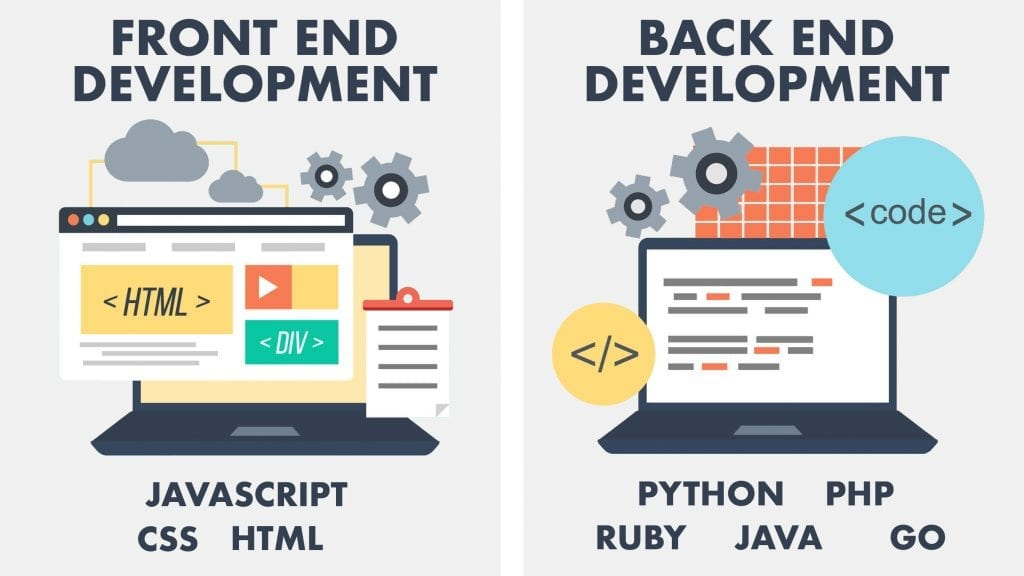 FRONT END
DEVELOPMENT
< HTML >
< DIV >
JAVASCRIPT
CSS HTML
BACK END
DEVELOPMENT
<code>
</>
PYTHON PHP
RUBY JAVA GO